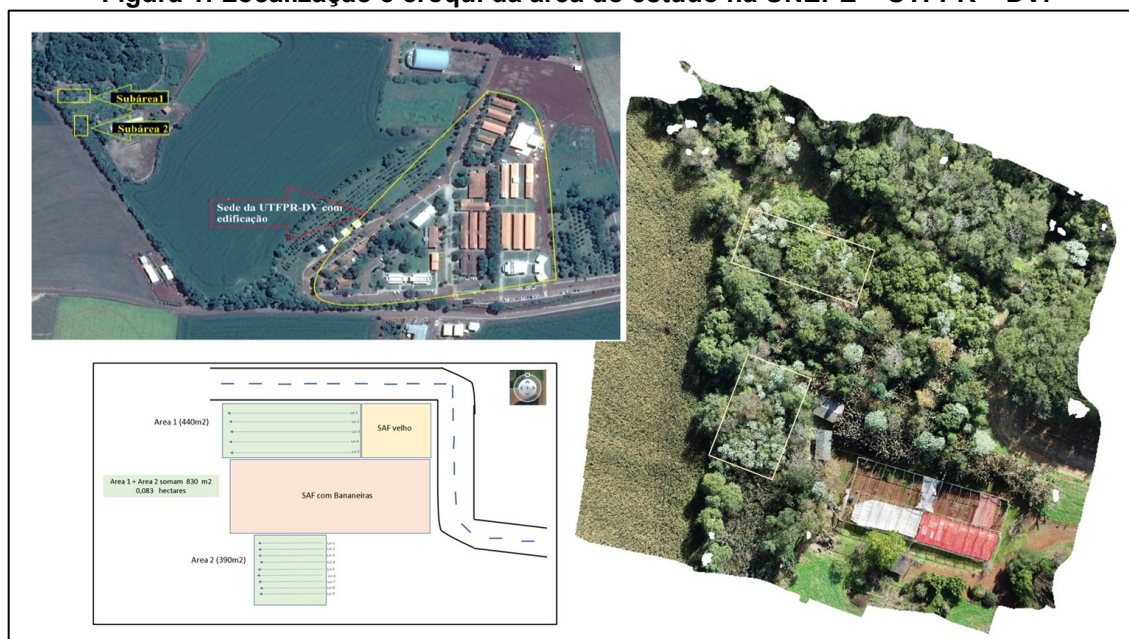 Figura 1. Localização e croqui da área de estudo na UNEPE – UTFPR – DV.
Subárea1
Subárea 2
Sede da UTFPR-DV com
edificação
Area 1 (440m2)
SAF velho
Area 1 + Area 2 somam 830 m2
0,083 hectares
SAF com Bananeiras
Area 2 (390m2)